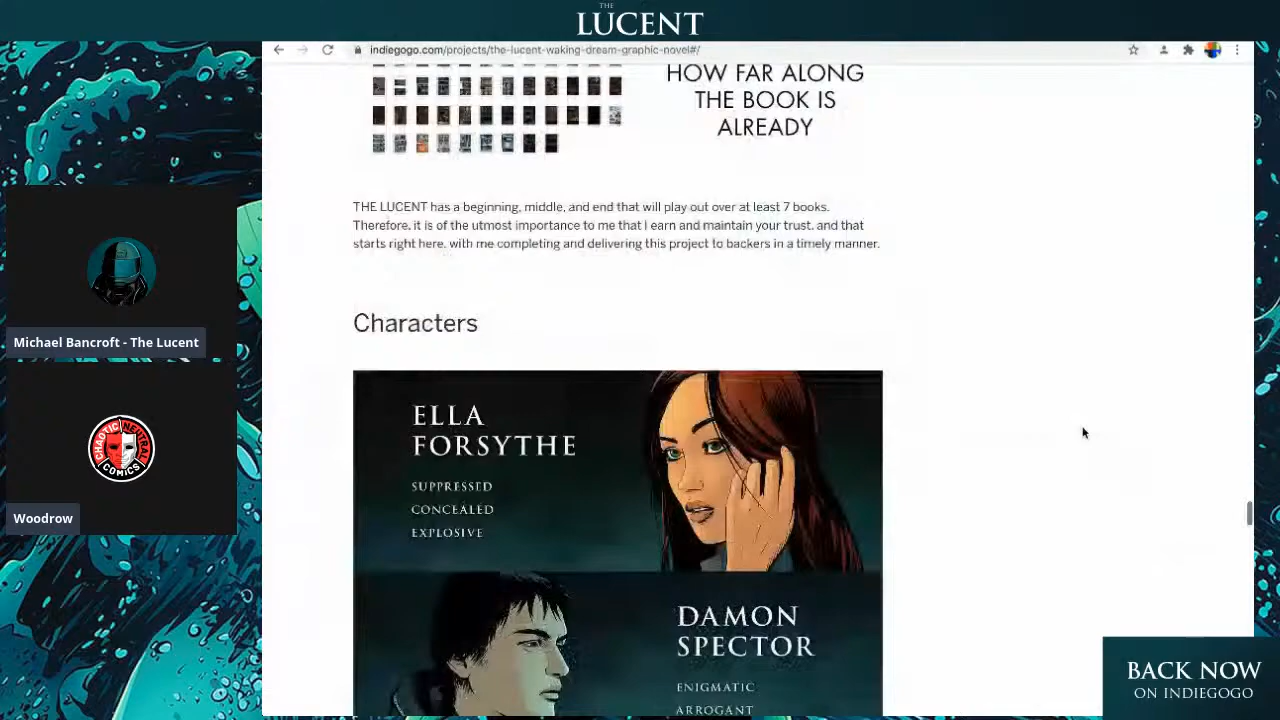 THE
LUCENT
indiegogo.com/projects/the-lucent-waking-dream-graphic-novel#/
HOW FAR ALONG
THE BOOK IS
ALREADY
THE LUCENT has a beginning, middle, and end that will play out over at least 7 books.
Therefore, it is of the utmost importance to me that I earn and maintain your trust, and that
starts right here, with me completing and delivering this project to backers in a timely manner.
Characters
ELLA
FORSYTHE
SUPPRESSED
CONCEALED
EXPLOSIVE
DAMON
SPECTOR
ENIGMATIC
ARROGANT
Michael Bancroft - The Lucent
CHAOTIC NEUTRAL
COMICS
Woodrow
BACK NOW
ON INDIEGOGO